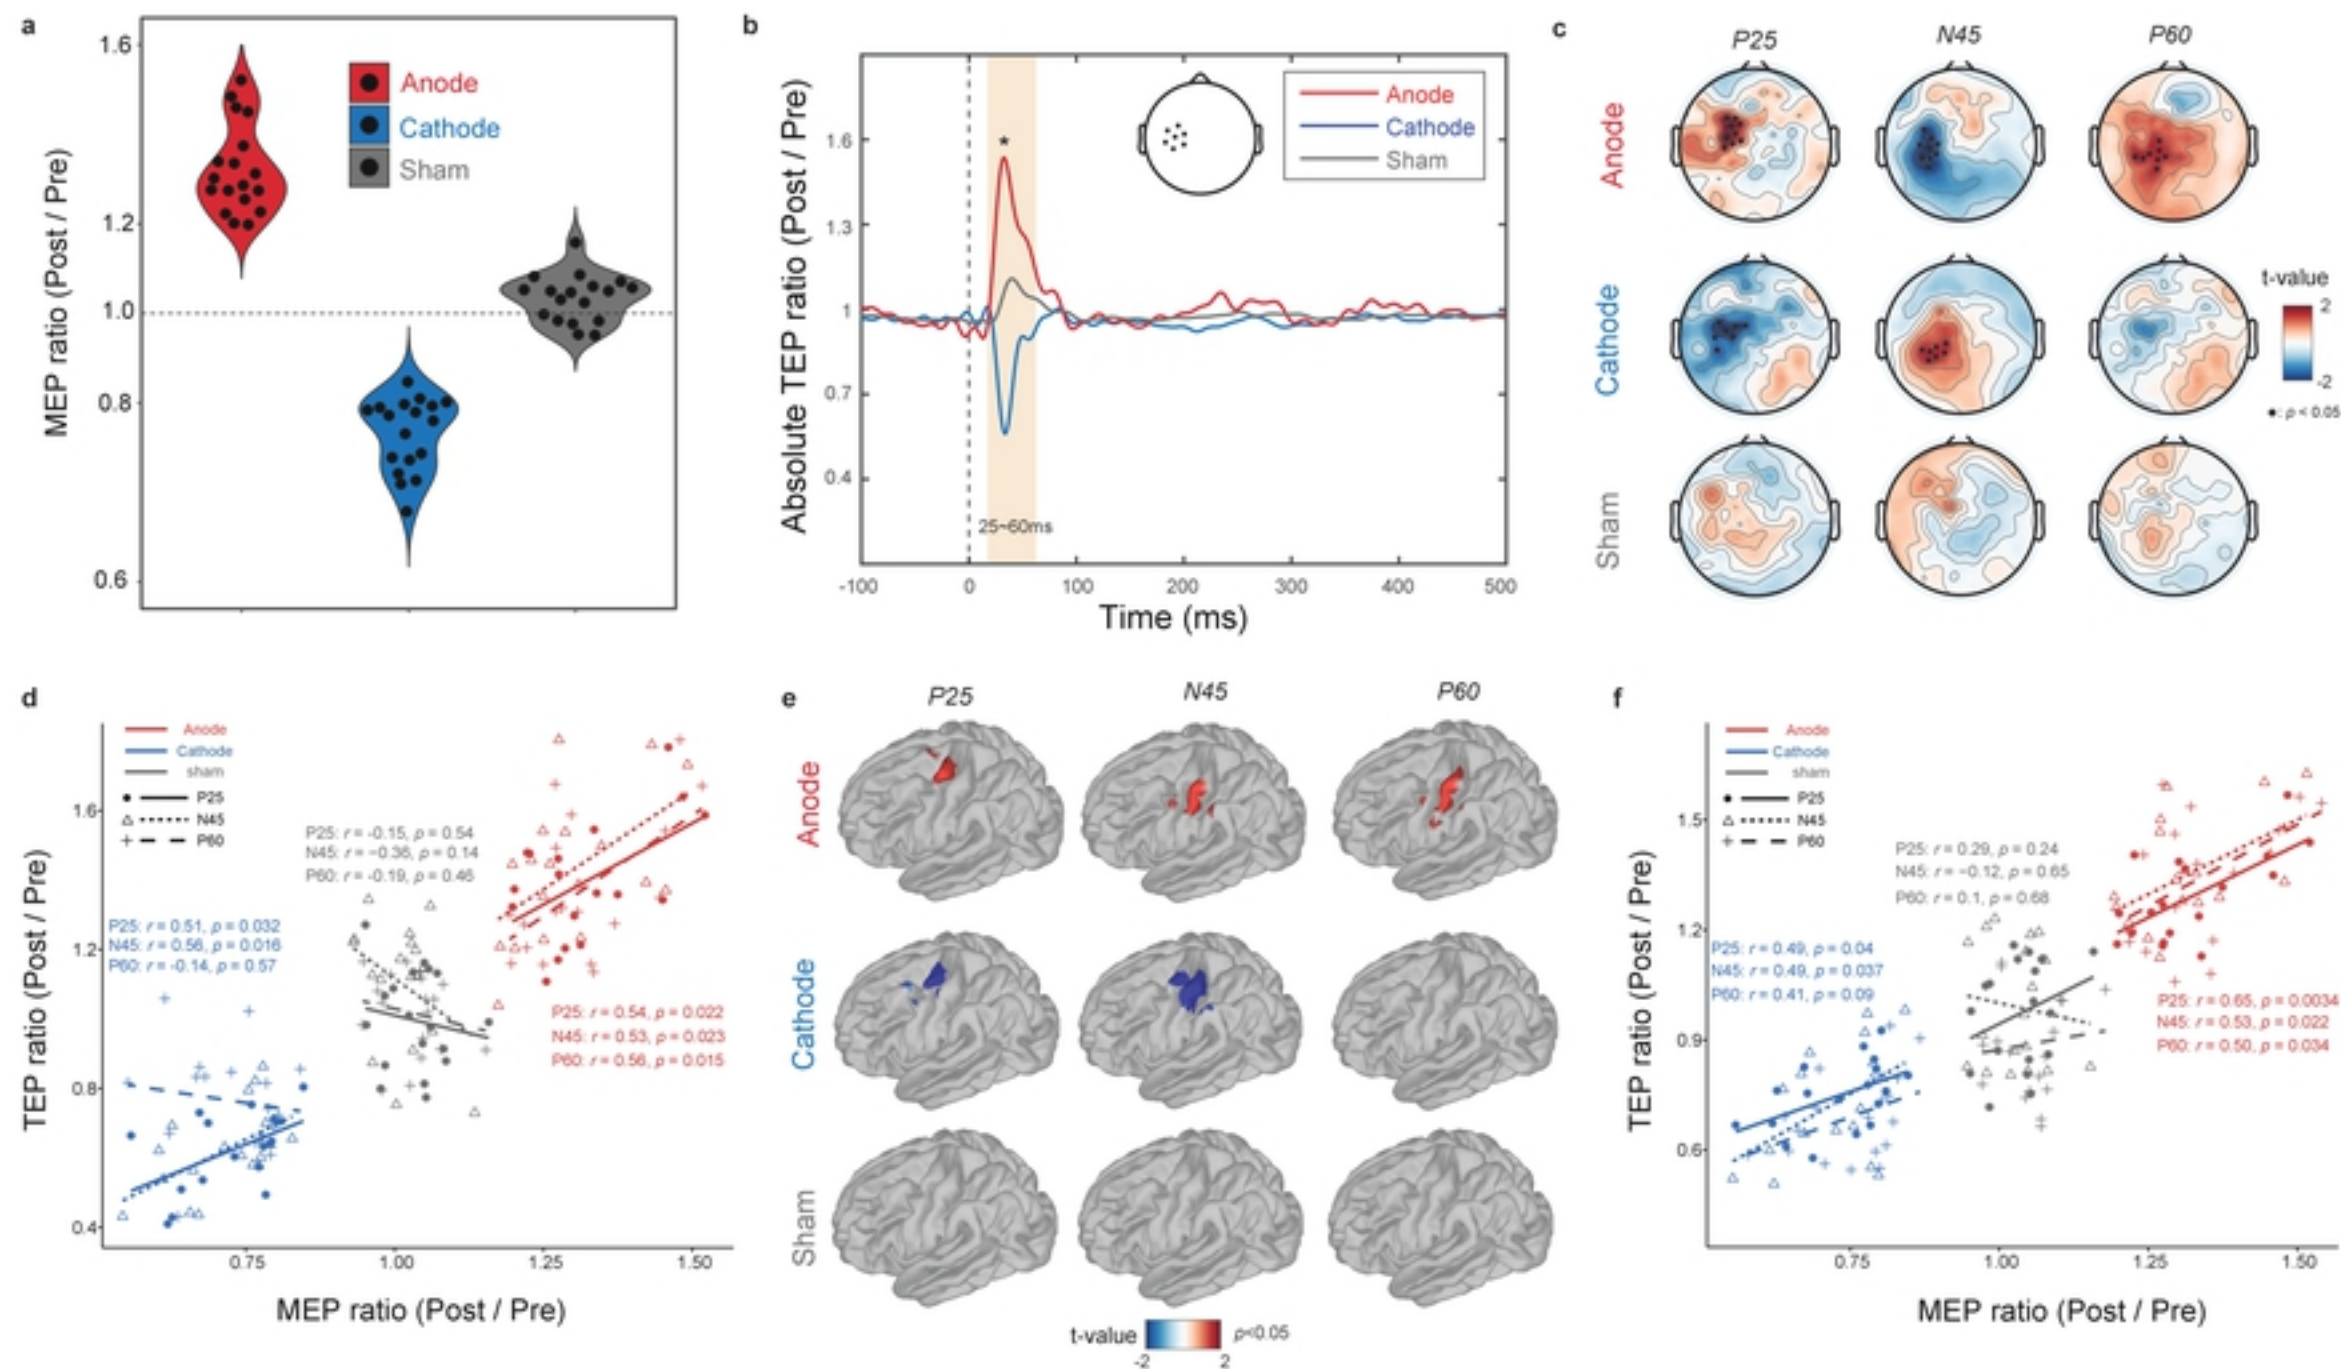 a
MEP ratio (Post / Pre)
1.6
1.2
1.0
0.8
0.6
Anode
Cathode
Sham
b
Absolute TEP ratio (Post / Pre)
1.6
1.3
1
0.7
0.4
*
25~60ms
Anode
Cathode
Sham
-100 0 100 200 300 400 500
Time (ms)
c
P25 N45 P60
Anode
Cathode
Sham
t-value
2
-2
•: p < 0.05
d
Anode
Cathode
sham
P25
N45
P60
TEP ratio (Post / Pre)
1.6
1.2
0.8
0.4
P25: r = -0.15, p = 0.54
N45: r = -0.36, p = 0.14
P60: r = -0.19, p = 0.46
P25: r = 0.51, p = 0.032
N45: r = 0.56, p = 0.016
P60: r = -0.14, p = 0.57
P25: r = 0.54, p = 0.022
N45: r = 0.53, p = 0.023
P60: r = 0.56, p = 0.015
0.75 1.00 1.25 1.50
MEP ratio (Post / Pre)
e
P25 N45 P60
Anode
Cathode
Sham
t-value p<0.05
-2 2
f
Anode
Cathode
sham
P25
N45
P60
TEP ratio (Post / Pre)
1.5
1.2
0.9
0.6
P25: r = 0.29, p = 0.24
N45: r = -0.12, p = 0.65
P60: r = 0.1, p = 0.68
P25: r = 0.49, p = 0.04
N45: r = 0.49, p = 0.037
P60: r = 0.41, p = 0.09
P25: r = 0.65, p = 0.0034
N45: r = 0.53, p = 0.022
P60: r = 0.50, p = 0.034
0.75 1.00 1.25 1.50
MEP ratio (Post / Pre)